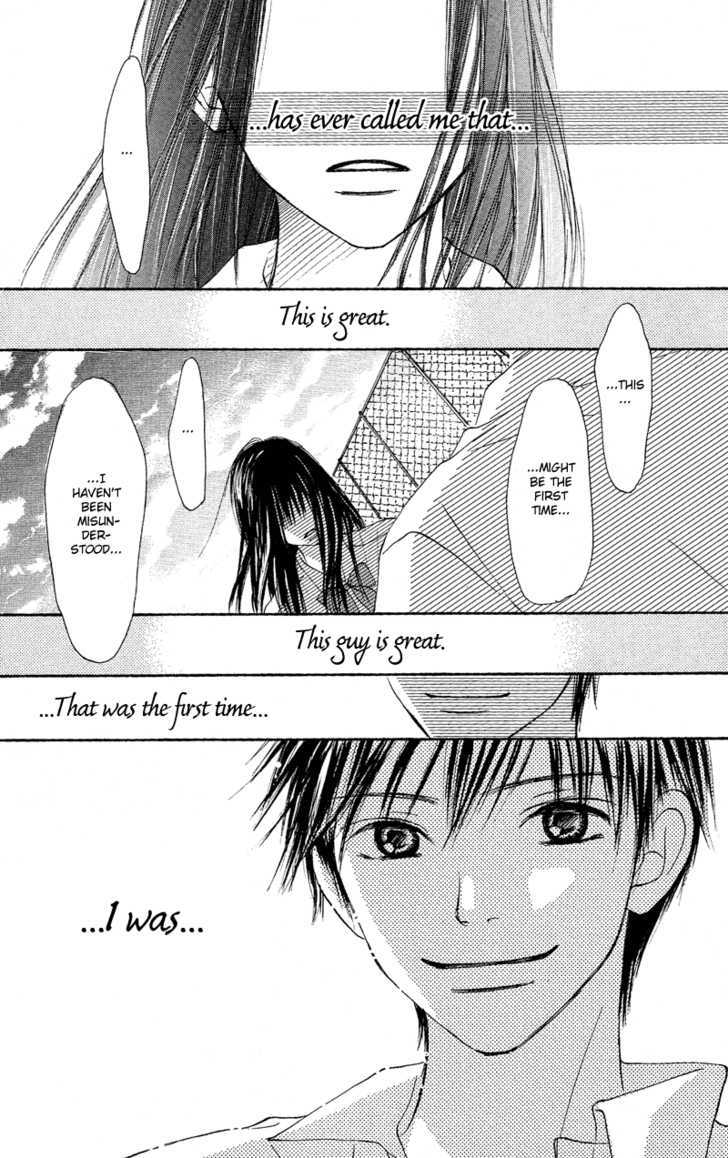 ...has ever called me that...
...
This is great.
...THIS
...
...MIGHT
BE THE
FIRST
TIME...
...
...I
HAVEN'T
BEEN
MISUN-
DER-
STOOD...
This guy is great.
...That was the first time...
...I was...